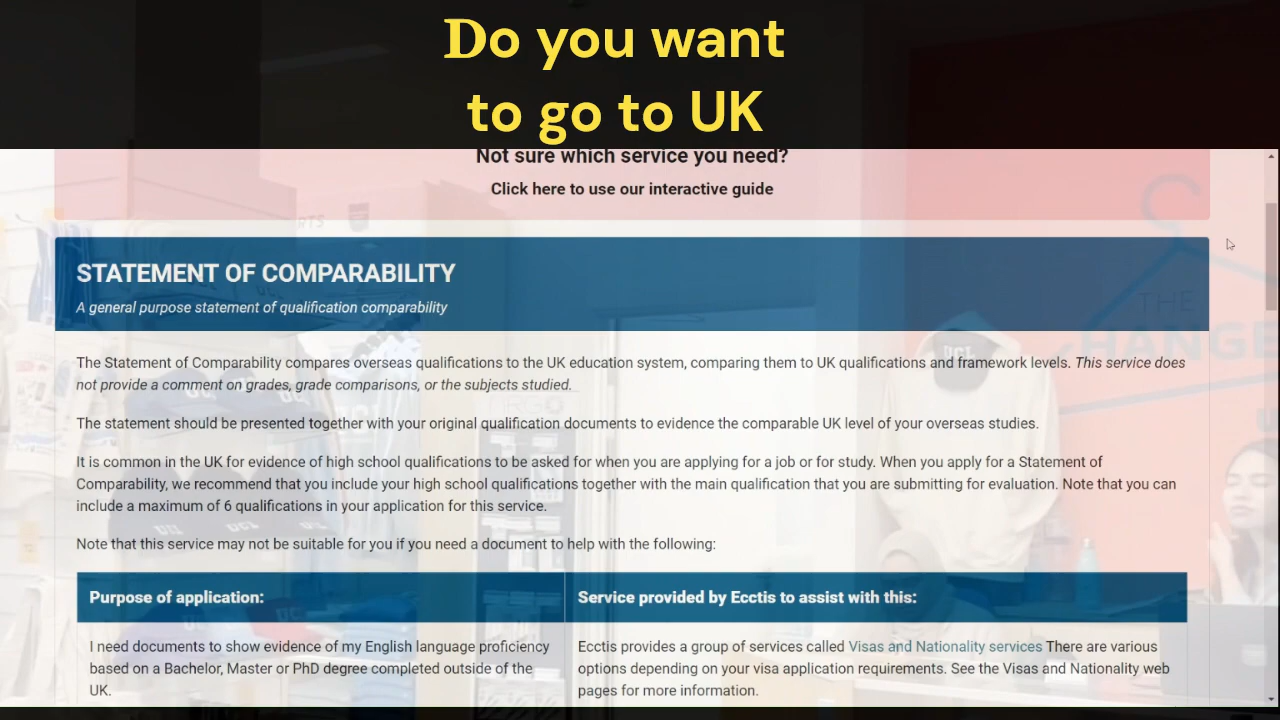 Do you want
to go to UK
Not sure which service you need?
Click here to use our interactive guide
STATEMENT OF COMPARABILITY
A general purpose statement of qualification comparability
The Statement of Comparability compares overseas qualifications to the UK education system, comparing them to UK qualifications and framework levels. This service does
not provide a comment on grades, grade comparisons, or the subjects studied.
The statement should be presented together with your original qualification documents to evidence the comparable UK level of your overseas studies.
It is common in the UK for evidence of high school qualifications to be asked for when you are applying for a job or for study. When you apply for a Statement of
Comparability, we recommend that you include your high school qualifications together with the main qualification that you are submitting for evaluation. Note that you can
include a maximum of 6 qualifications in your application for this service.
Note that this service may not be suitable for you if you need a document to help with the following:
Purpose of application:
Service provided by Ecctis to assist with this:
I need documents to show evidence of my English language proficiency
based on a Bachelor, Master or PhD degree completed outside of the
UK.
Ecctis provides a group of services called Visas and Nationality services There are various
options depending on your visa application requirements. See the Visas and Nationality web
pages for more information.
THE
UCL